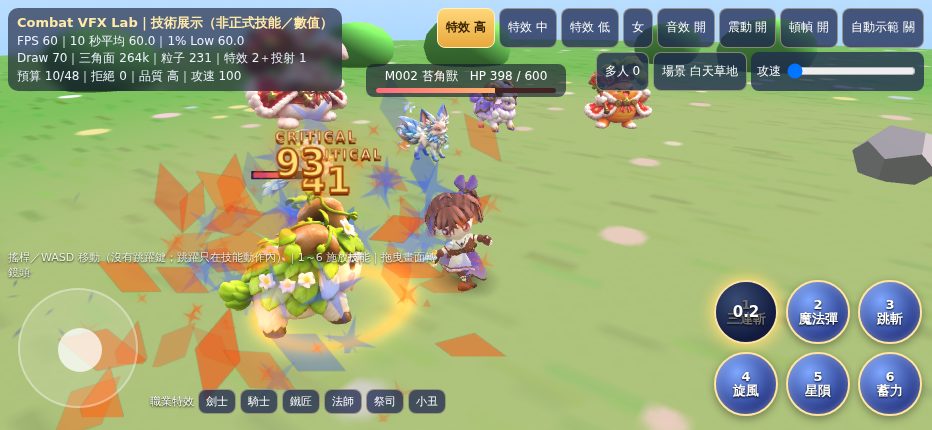 Combat VFX Lab｜技術展示（非正式技能／數值）
FPS 60｜10 秒平均 60.0｜1% Low 60.0
Draw 70｜三角面 264k｜粒子 231｜特效 2＋投射 1
預算 10/48｜拒絕 0｜品質 高｜攻速 100
特效 高
特效 中
特效 低
女
音效 開
震動 開
頓幀 開
自動示範 關
多人 0
場景 白天草地
攻速
M002 苔角獸 HP 398 / 600
CRITICAL
93
CRITICAL
41
搖桿／WASD 移動（沒有跳躍鍵；跳躍只在技能動作內）｜1～6 施放技能｜拖曳畫面轉
鏡頭
1
三連斬
0.2
2
魔法彈
3
跳斬
4
旋風
5
星隕
6
蓄力
職業特效
劍士
騎士
鐵匠
法師
祭司
小丑